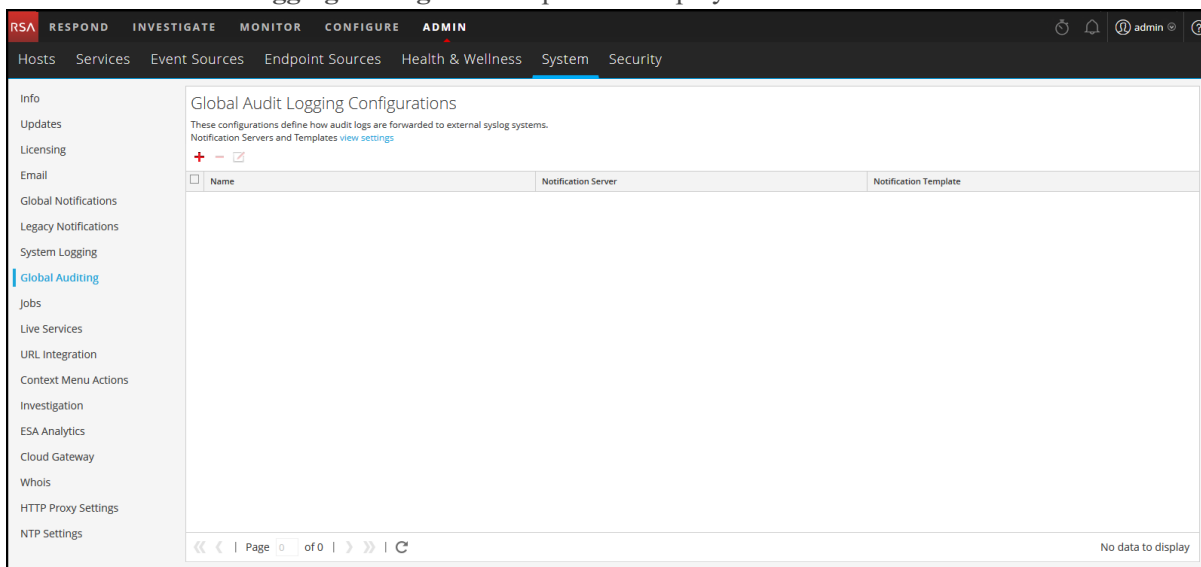 RSA RESPOND INVESTIGATE MONITOR CONFIGURE ADMIN admin
Hosts Services Event Sources Endpoint Sources Health & Wellness System Security
Info
Updates
Licensing
Email
Global Notifications
Legacy Notifications
System Logging
Global Auditing
Jobs
Live Services
URL Integration
Context Menu Actions
Investigation
ESA Analytics
Cloud Gateway
Whois
HTTP Proxy Settings
NTP Settings
Global Audit Logging Configurations
These configurations define how audit logs are forwarded to external syslog systems.
Notification Servers and Templates view settings
Name Notification Server Notification Template
Page 0 of 0 No data to display